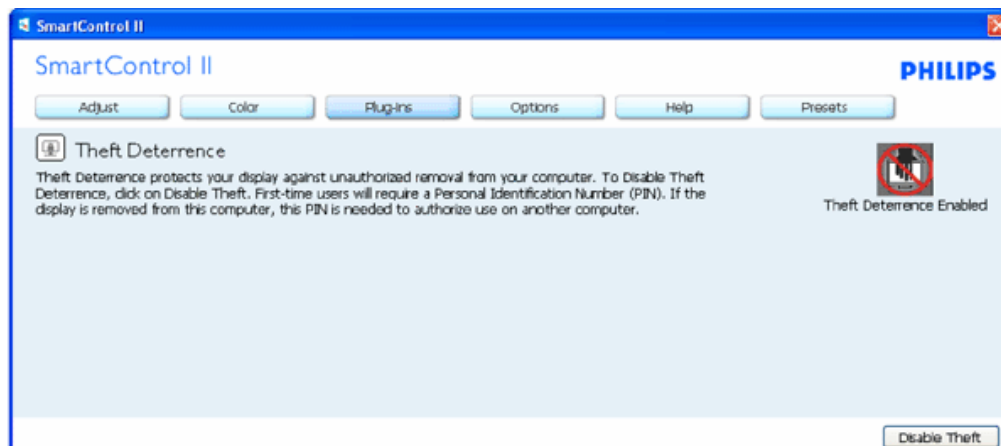 SmartControl II
SmartControl II
PHILIPS
Adjust Color Plug-Ins Options Help Presets
Theft Deterrence
Theft Deterrence protects your display against unauthorized removal from your computer. To Disable Theft
Deterrence, click on Disable Theft. First-time users will require a Personal Identification Number (PIN). If the
display is removed from this computer, this PIN is needed to authorize use on another computer.
Theft Deterrence Enabled
Disable Theft